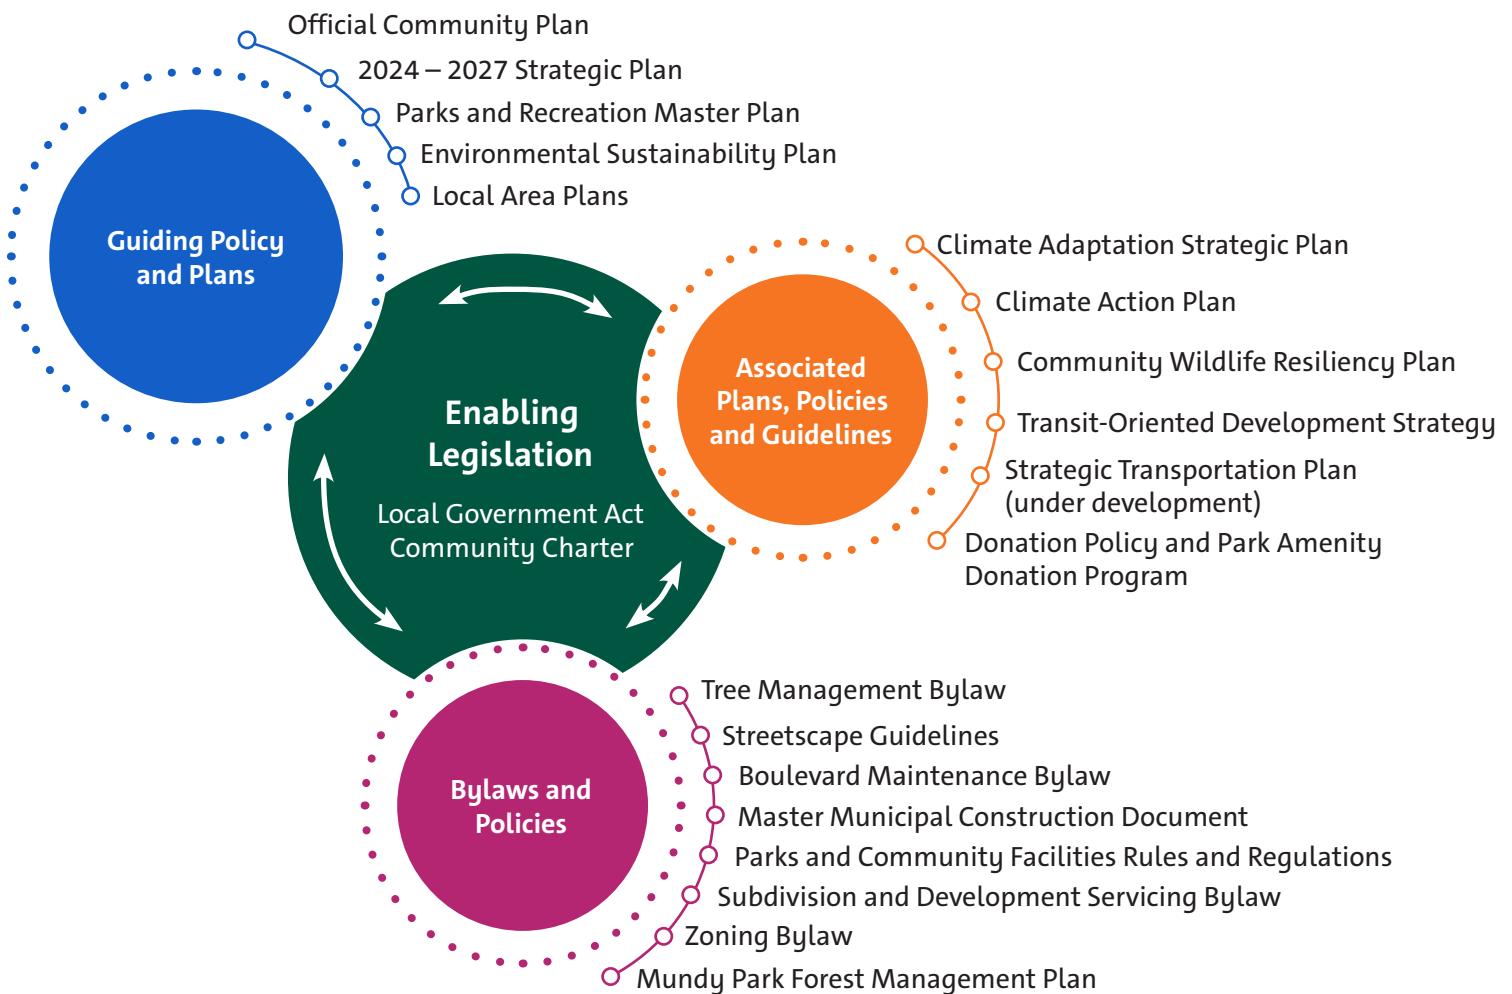 Official Community Plan
2024 – 2027 Strategic Plan
Parks and Recreation Master Plan
Environmental Sustainability Plan
Local Area Plans
Guiding Policy
and Plans
Enabling
Legislation
Local Government Act
Community Charter
Associated
Plans, Policies
and Guidelines
Climate Adaptation Strategic Plan
Climate Action Plan
Community Wildlife Resiliency Plan
Transit-Oriented Development Strategy
Strategic Transportation Plan
(under development)
Donation Policy and Park Amenity
Donation Program
Bylaws and
Policies
Tree Management Bylaw
Streetscape Guidelines
Boulevard Maintenance Bylaw
Master Municipal Construction Document
Parks and Community Facilities Rules and Regulations
Subdivision and Development Servicing Bylaw
Zoning Bylaw
Mundy Park Forest Management Plan